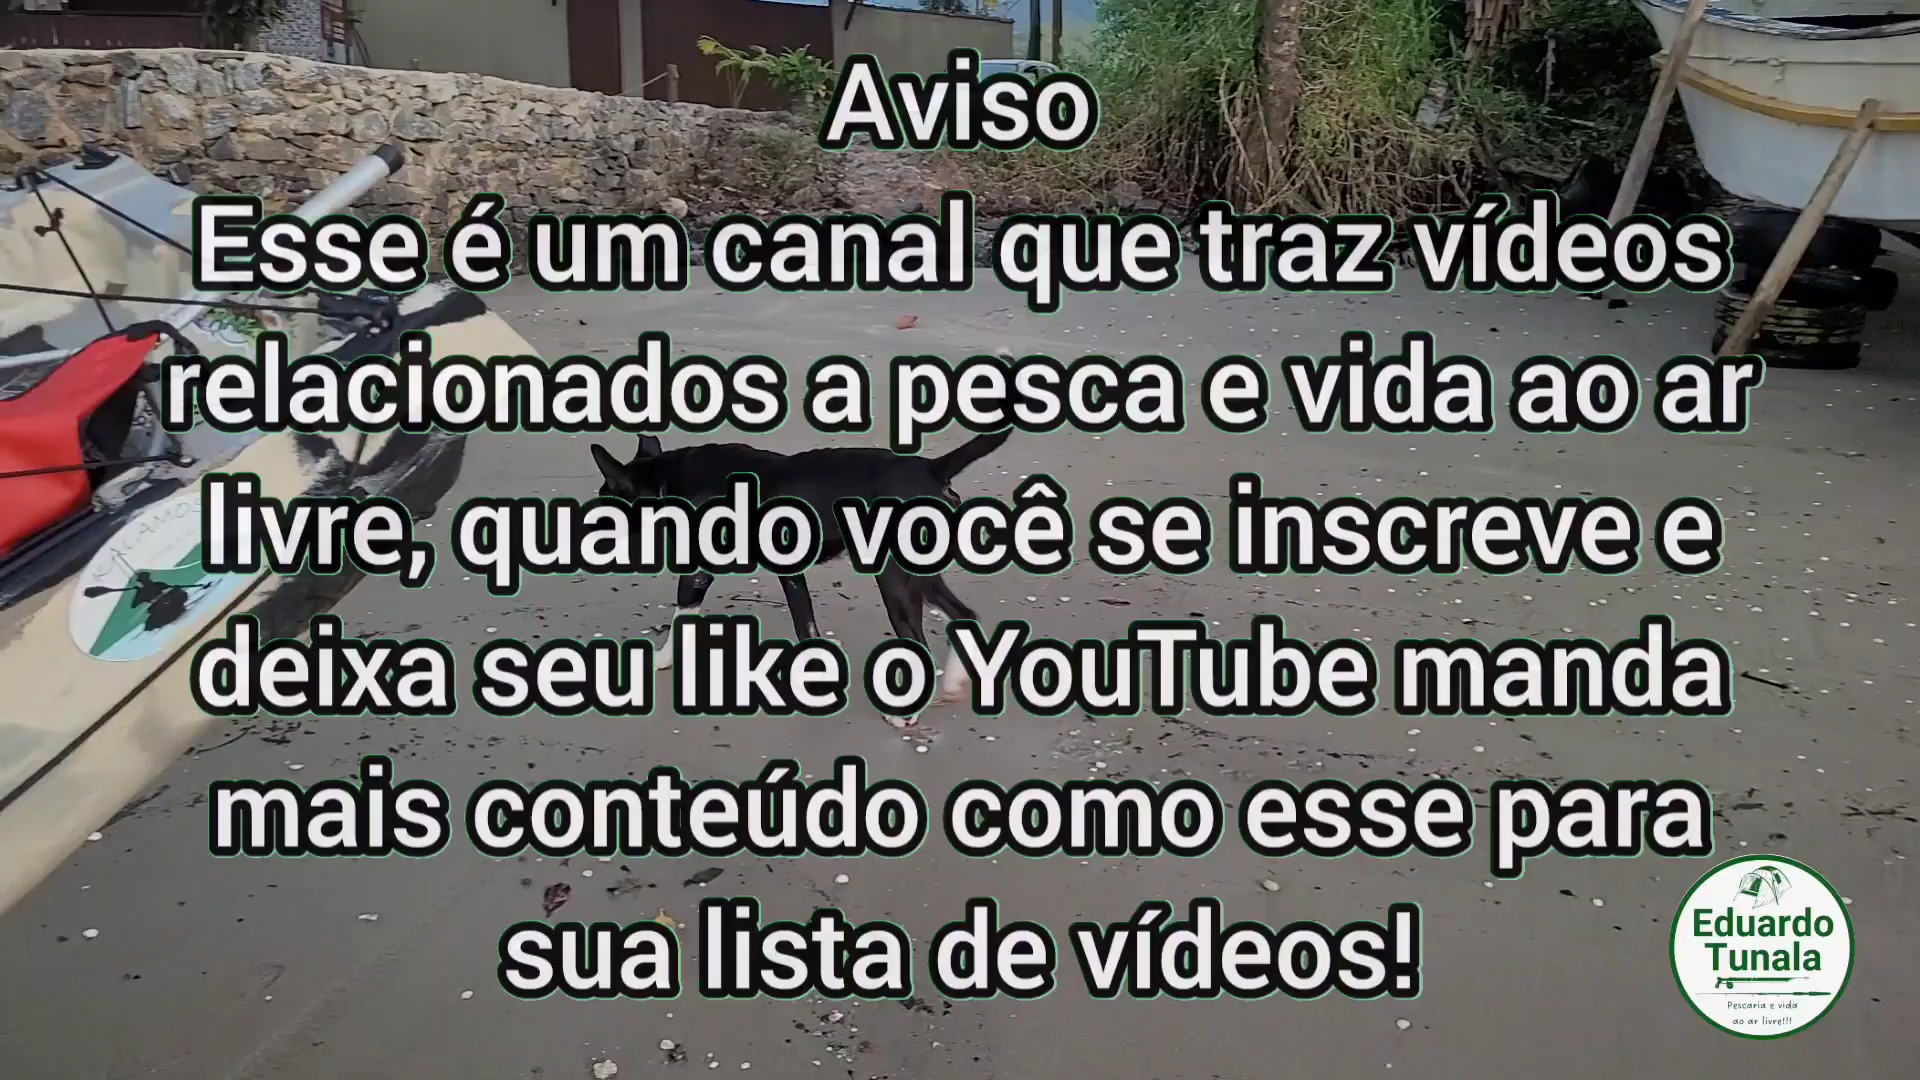 Aviso
Esse é um canal que traz vídeos
relacionados a pesca e vida ao ar
livre, quando você se inscreve e
deixa seu like o YouTube manda
mais conteúdo como esse para
sua lista de vídeos!
Eduardo
Tunala
Pescaria e vida
ao ar livre!!!